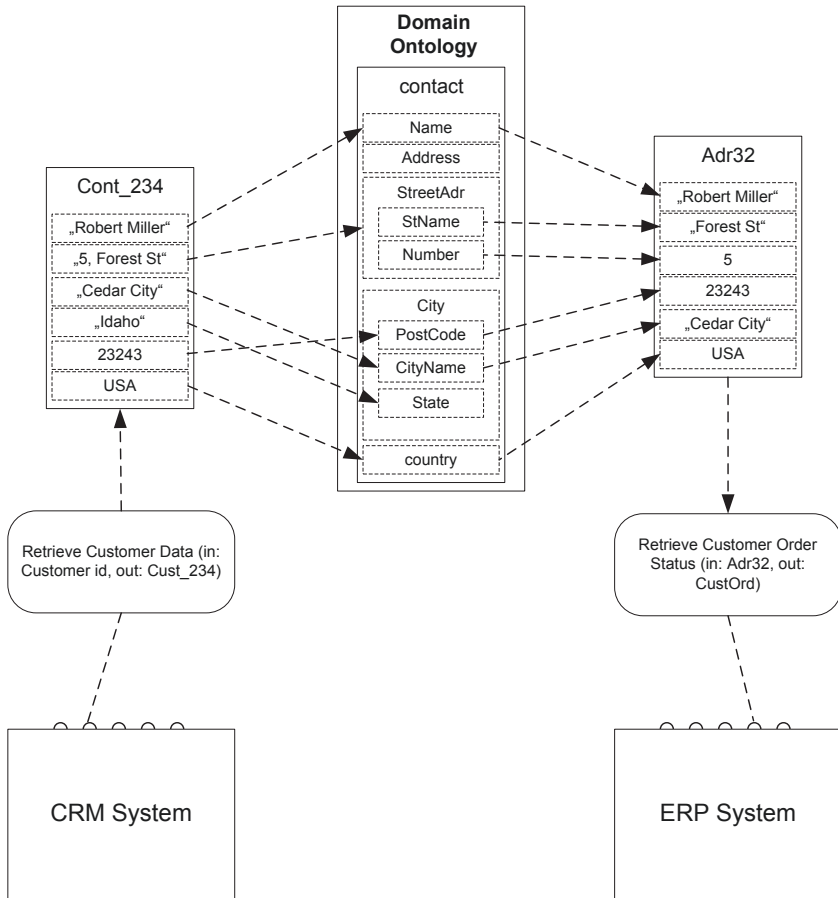 Domain
Ontology
contact
Name
Address
StreetAdr
StName
Number
City
PostCode
CityName
State
country
Cont_234
„Robert Miller“
„5, Forest St“
„Cedar City“
„Idaho“
23243
USA
Adr32
„Robert Miller“
„Forest St“
5
23243
„Cedar City“
USA
Retrieve Customer Data (in:
Customer id, out: Cust_234)
Retrieve Customer Order
Status (in: Adr32, out:
CustOrd)
CRM System
ERP System